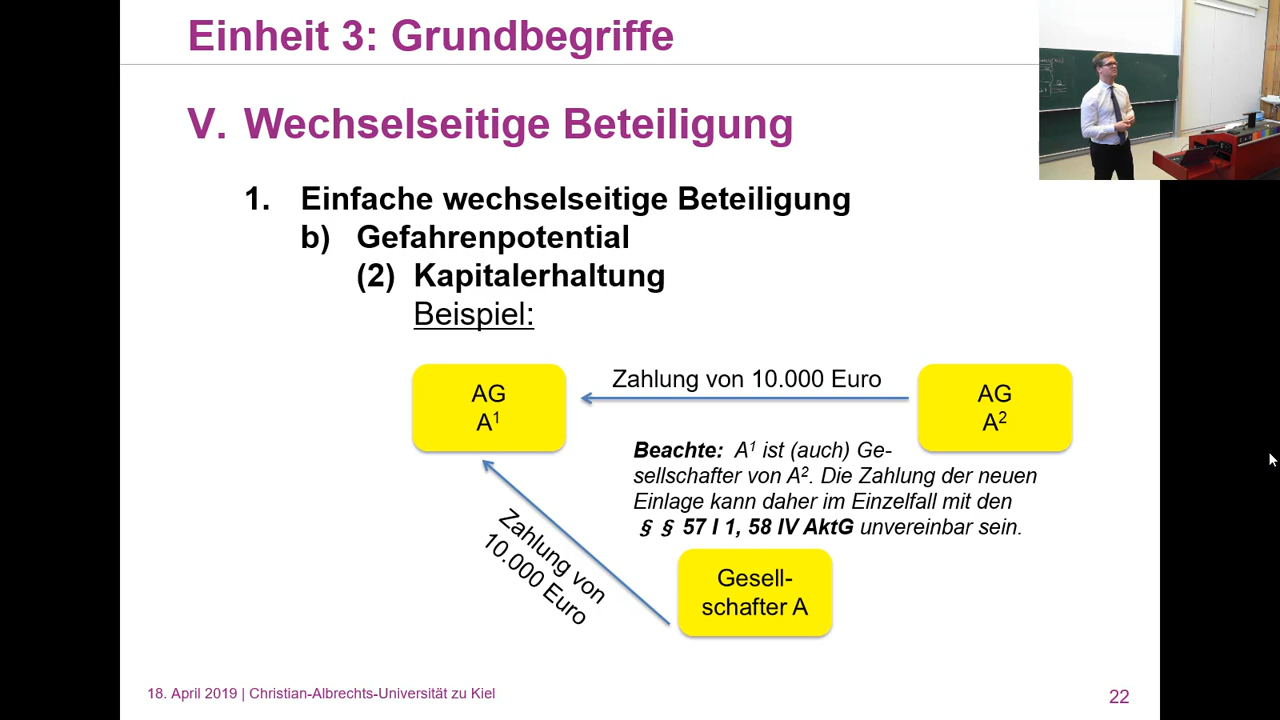 Einheit 3: Grundbegriffe
V. Wechselseitige Beteiligung
1. Einfache wechselseitige Beteiligung
b) Gefahrenpotential
(2) Kapitalerhaltung
Beispiel:
AG
A¹
Zahlung von 10.000 Euro
AG
A²
Beachte: A¹ ist (auch) Ge-
sellschafter von A². Die Zahlung der neuen
Einlage kann daher im Einzelfall mit den
§ § 57 I 1, 58 IV AktG unvereinbar sein.
Zahlung von
10.000 Euro
Gesell-
schafter A
18. April 2019 | Christian-Albrechts-Universität zu Kiel
22